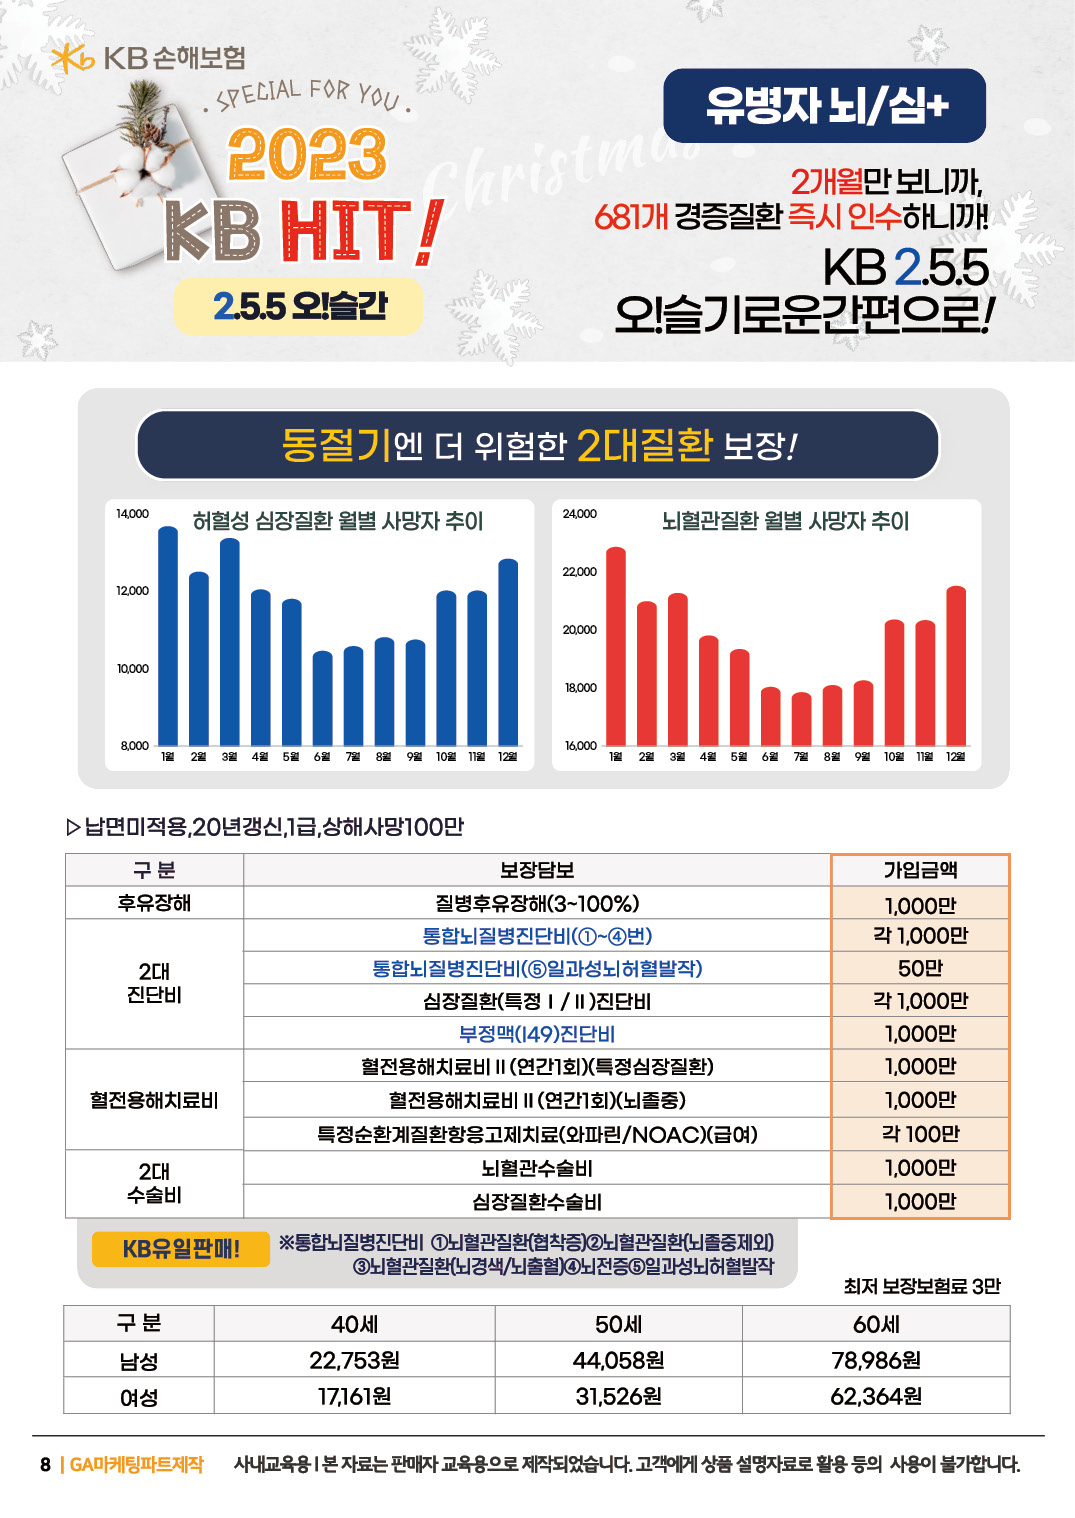 KB 손해보험
· SPECIAL FOR YOU ·
2023
KB HIT!
2.5.5 오!슬간
Christmas
유병자 뇌/심+
2개월만 보니까,
681개 경증질환 즉시 인수하니까!
KB 2.5.5
오!슬기로운간편으로!
동절기엔 더 위험한 2대질환 보장!
허혈성 심장질환 월별 사망자 추이
14,000
12,000
10,000
8,000
1월 2월 3월 4월 5월 6월 7월 8월 9월 10월 11월 12월
뇌혈관질환 월별 사망자 추이
24,000
22,000
20,000
18,000
16,000
1월 2월 3월 4월 5월 6월 7월 8월 9월 10월 11월 12월
▷납면미적용,20년갱신,1급,상해사망100만
구 분 보장담보 가입금액
후유장해 질병후유장해(3~100%) 1,000만
2대
진단비
통합뇌질병진단비(①~④번) 각 1,000만
통합뇌질병진단비(⑤일과성뇌허혈발작) 50만
심장질환(특정Ⅰ/Ⅱ)진단비 각 1,000만
부정맥(I49)진단비 1,000만
혈전용해치료비
혈전용해치료비Ⅱ(연간1회)(특정심장질환) 1,000만
혈전용해치료비Ⅱ(연간1회)(뇌졸중) 1,000만
특정순환계질환항응고제치료(와파린/NOAC)(급여) 각 100만
2대
수술비
뇌혈관수술비 1,000만
심장질환수술비 1,000만
KB유일판매!
※통합뇌질병진단비 ①뇌혈관질환(협착증)②뇌혈관질환(뇌졸중제외)
③뇌혈관질환(뇌경색/뇌출혈)④뇌전증⑤일과성뇌허혈발작
최저 보장보험료 3만
구 분 40세 50세 60세
남성 22,753원 44,058원 78,986원
여성 17,161원 31,526원 62,364원
8 | GA마케팅파트제작 사내교육용 I 본 자료는 판매자 교육용으로 제작되었습니다. 고객에게 상품 설명자료로 활용 등의 사용이 불가합니다.